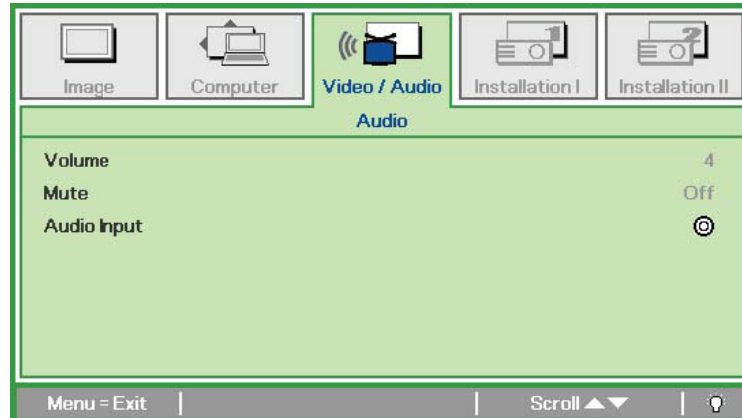 Image
Computer
Video / Audio
Installation I
Installation II
Audio
Volume 4
Mute Off
Audio Input
Menu = Exit Scroll ▲▼